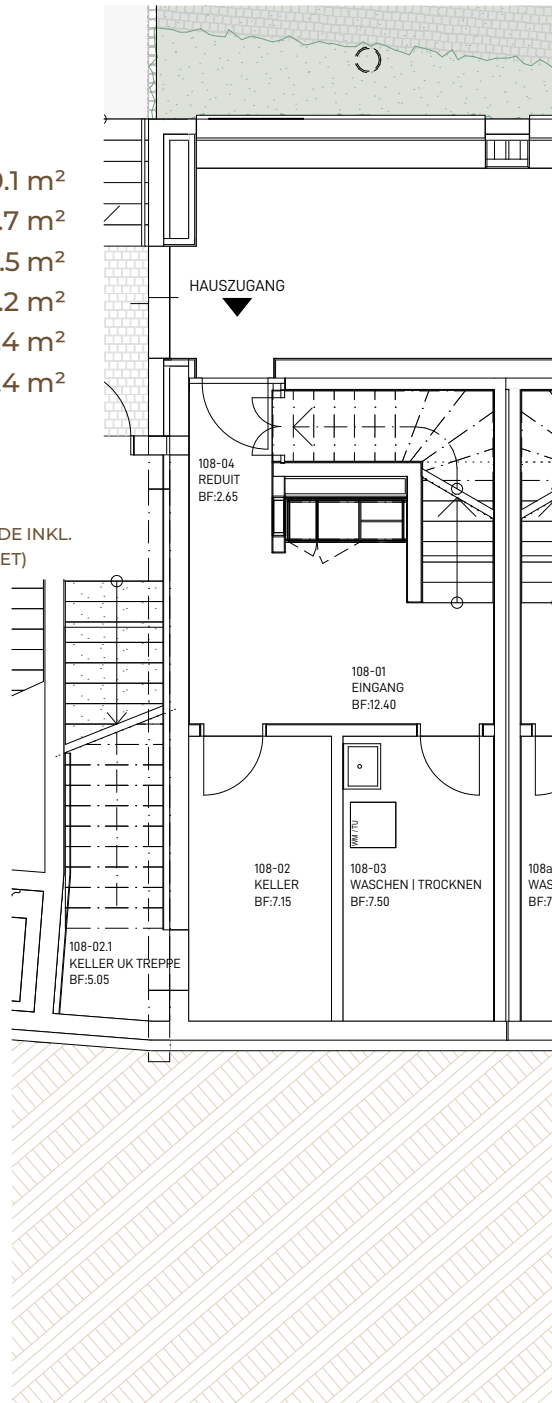 .1 m²
.7 m²
.5 m²
.2 m²
.4 m²
.4 m²
DE INKL.
ET)
HAUSZUGANG
108-04
REDUIT
BF:2.65
108-01
EINGANG
BF:12.40
WM / TU
108-02
KELLER
BF:7.15
108-03
WASCHEN | TROCKNEN
BF:7.50
108a
WAS
BF:7
108-02.1
KELLER UK TREPPE
BF:5.05